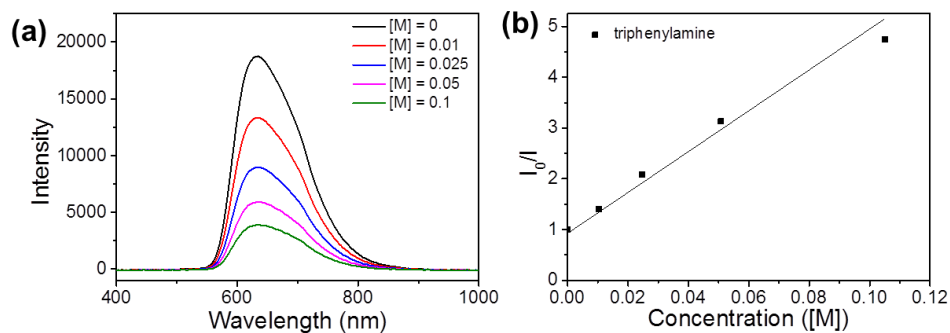 (a)
[M] = 0
[M] = 0.01
[M] = 0.025
[M] = 0.05
[M] = 0.1
20000
15000
10000
5000
0
Intensity
400
600
800
1000
Wavelength (nm)
(b)
triphenylamine
5
4
3
2
1
0
I₀/I
0.00
0.02
0.04
0.06
0.08
0.10
0.12
Concentration ([M])